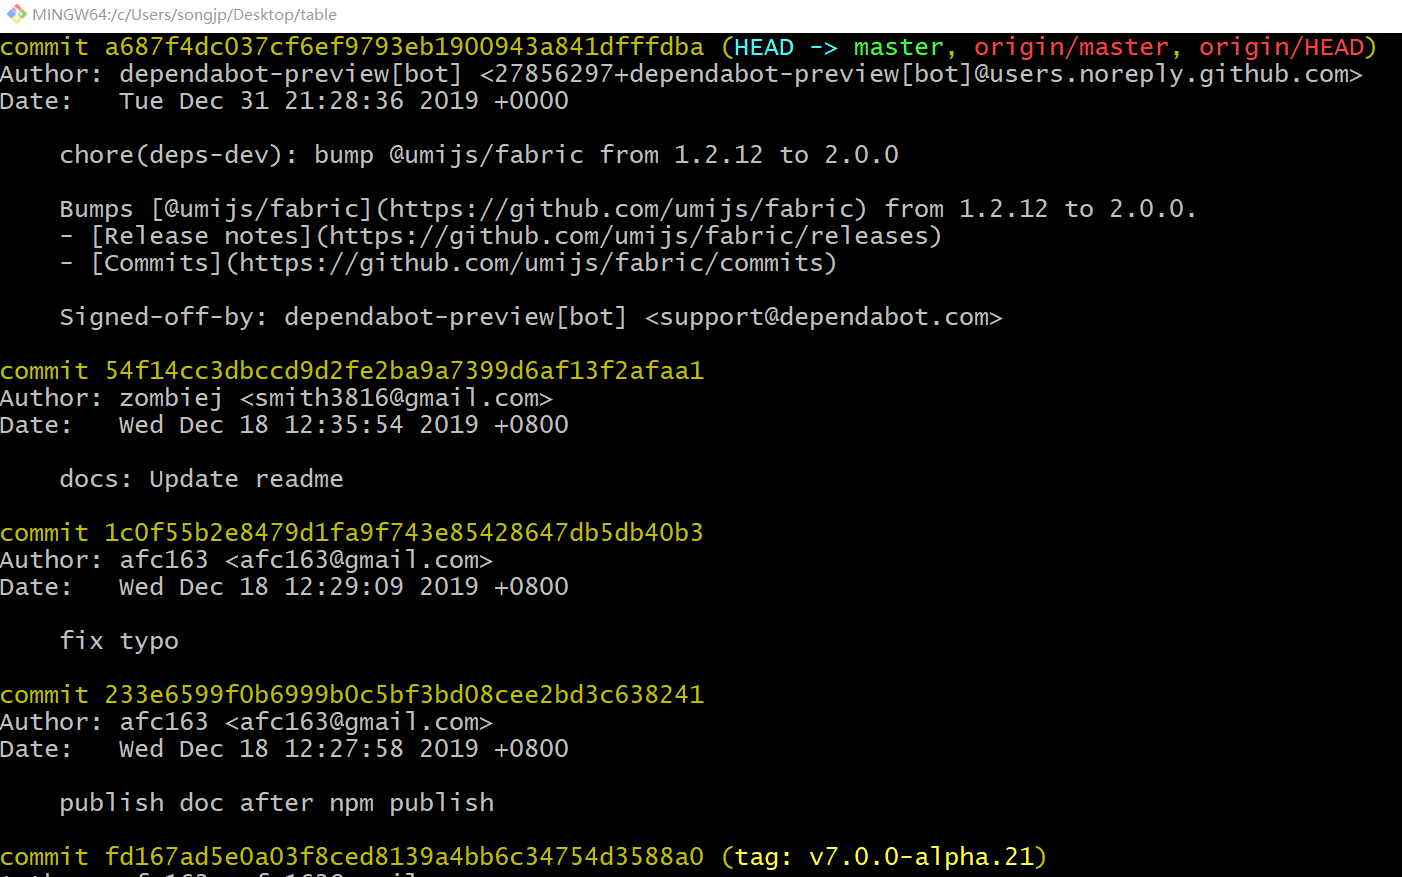 MINGW64:/c/Users/songjp/Desktop/table
commit a687f4dc037cf6ef9793eb1900943a841dfffdba (HEAD -> master, origin/master, origin/HEAD)
Author: dependabot-preview[bot] <27856297+dependabot-preview[bot]@users.noreply.github.com>
Date:   Tue Dec 31 21:28:36 2019 +0000
    chore(deps-dev): bump @umijs/fabric from 1.2.12 to 2.0.0
    Bumps [@umijs/fabric](https://github.com/umijs/fabric) from 1.2.12 to 2.0.0.
    - [Release notes](https://github.com/umijs/fabric/releases)
    - [Commits](https://github.com/umijs/fabric/commits)
    Signed-off-by: dependabot-preview[bot] <support@dependabot.com>
commit 54f14cc3dbccd9d2fe2ba9a7399d6af13f2afaa1
Author: zombiej <smith3816@gmail.com>
Date:   Wed Dec 18 12:35:54 2019 +0800
    docs: Update readme
commit 1c0f55b2e8479d1fa9f743e85428647db5db40b3
Author: afc163 <afc163@gmail.com>
Date:   Wed Dec 18 12:29:09 2019 +0800
    fix typo
commit 233e6599f0b6999b0c5bf3bd08cee2bd3c638241
Author: afc163 <afc163@gmail.com>
Date:   Wed Dec 18 12:27:58 2019 +0800
    publish doc after npm publish
commit fd167ad5e0a03f8ced8139a4bb6c34754d3588a0 (tag: v7.0.0-alpha.21)